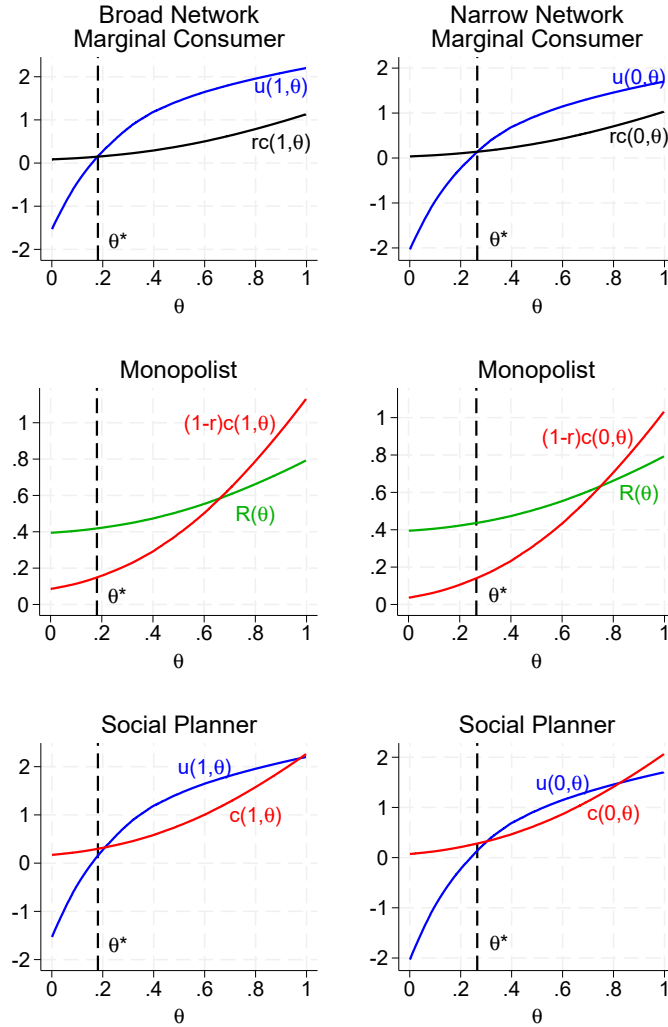 Broad Network
Marginal Consumer
2
1
0
-1
-2
u(1,θ)
rc(1,θ)
θ*
0 .2 .4 .6 .8 1
θ
Narrow Network
Marginal Consumer
2
1
0
-1
-2
u(0,θ)
rc(0,θ)
θ*
0 .2 .4 .6 .8 1
θ
Monopolist
1
.8
.6
.4
.2
0
(1-r)c(1,θ)
R(θ)
θ*
0 .2 .4 .6 .8 1
θ
Monopolist
1
.8
.6
.4
.2
0
(1-r)c(0,θ)
R(θ)
θ*
0 .2 .4 .6 .8 1
θ
Social Planner
2
1
0
-1
-2
u(1,θ)
c(1,θ)
θ*
0 .2 .4 .6 .8 1
θ
Social Planner
2
1
0
-1
-2
u(0,θ)
c(0,θ)
θ*
0 .2 .4 .6 .8 1
θ